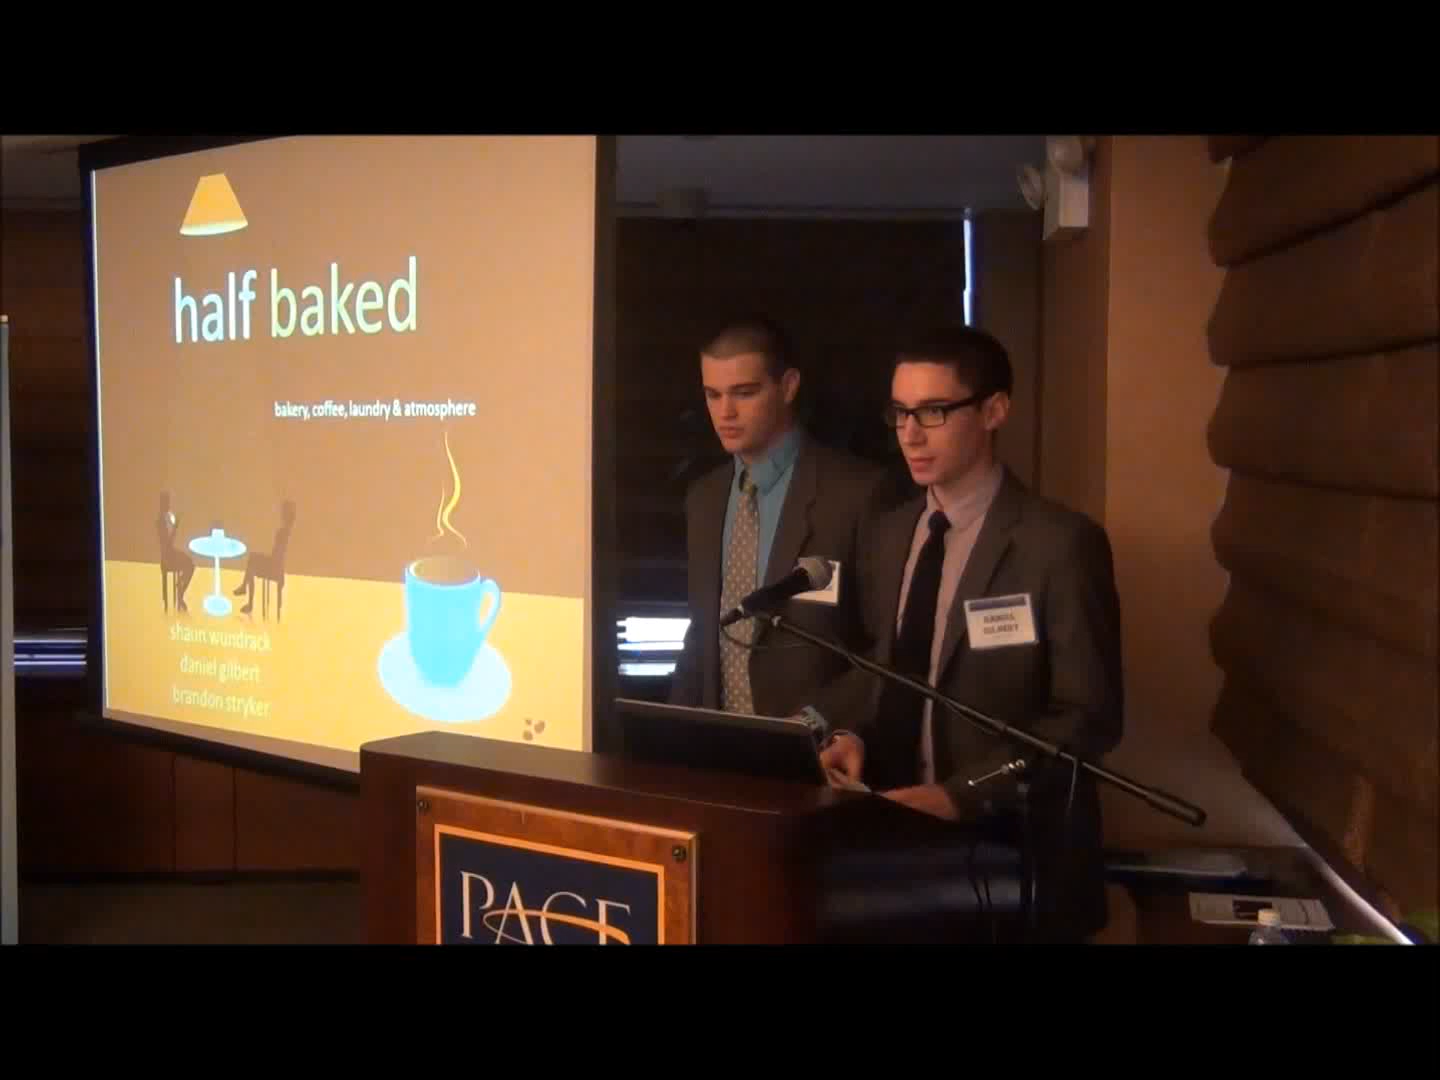 half baked
bakery, coffee, laundry & atmosphere
shaun wundrack
daniel gilbert
brandon stryker
DANIEL
GILBERT
PACE